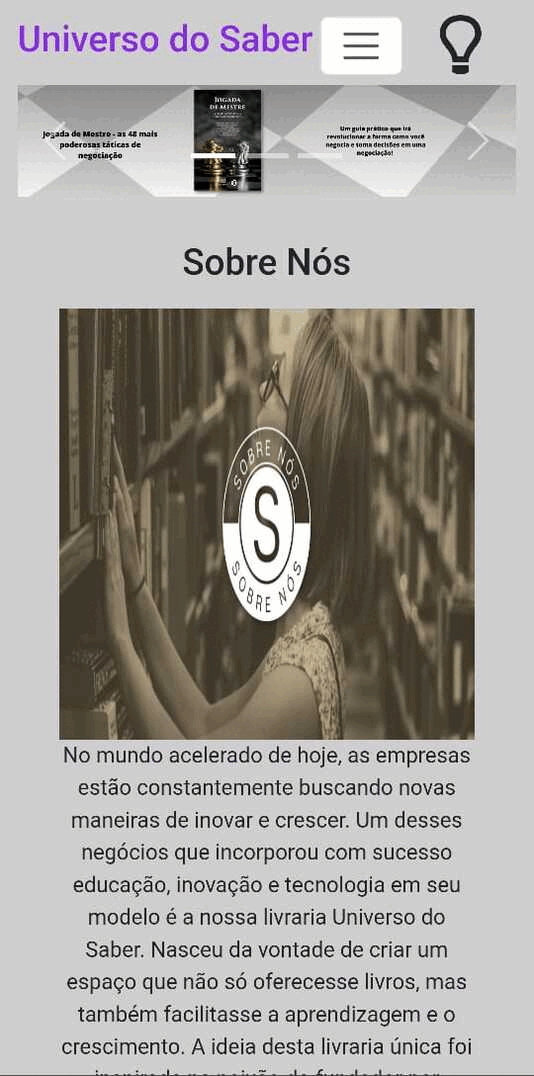 Universo do Saber
Jogada de Mestre - as 48 mais
poderosas táticas de
negociação
JOGADA
DE MESTRE
Um guia prático que irá
revolucionar a forma como você
negocia e toma decisões em uma
negociação!
Sobre Nós
SOBRE NÓS
S
SOBRE NÓS
No mundo acelerado de hoje, as empresas
estão constantemente buscando novas
maneiras de inovar e crescer. Um desses
negócios que incorporou com sucesso
educação, inovação e tecnologia em seu
modelo é a nossa livraria Universo do
Saber. Nasceu da vontade de criar um
espaço que não só oferecesse livros, mas
também facilitasse a aprendizagem e o
crescimento. A ideia desta livraria única foi